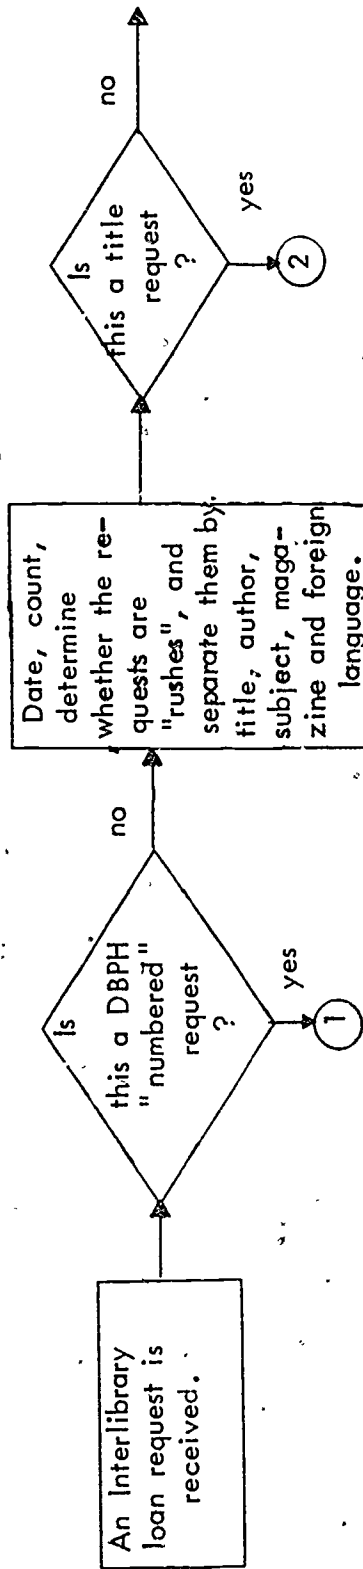 An Interlibrary
loan request is
received.
Is
this a DBPH
"numbered"
request
?
yes
1
no
Date, count,
determine
whether the re-
quests are
"rushes", and
separate them by
title, author,
subject, maga-
zine and foreign
language.
Is
this a title
request
?
yes
2
no